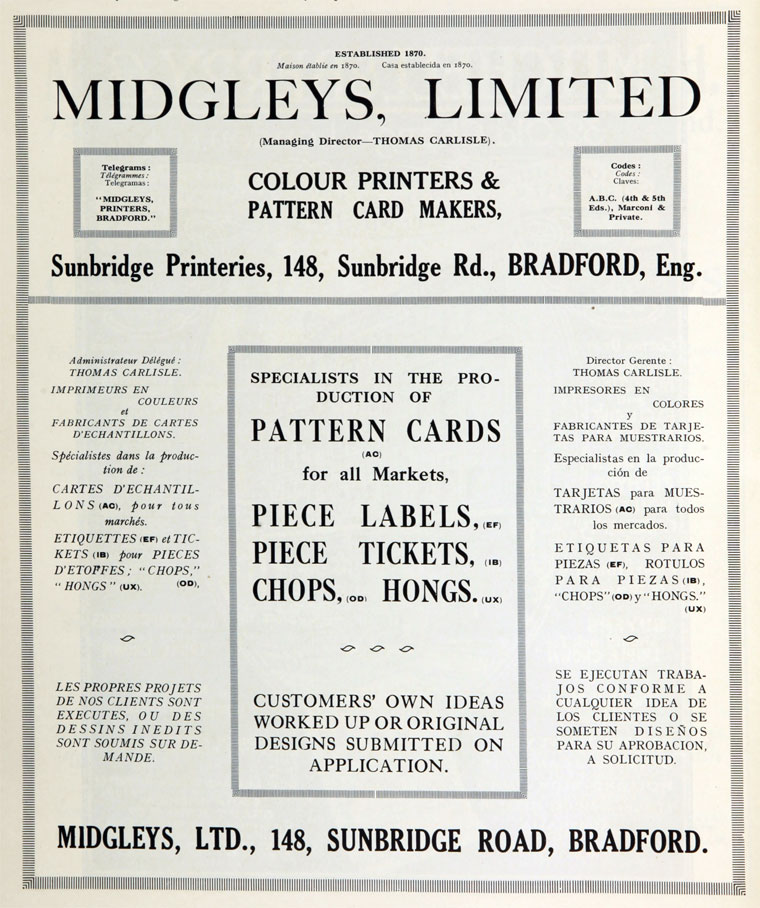 ESTABLISHED 1870.
Maison établie en 1870. Casa establecida en 1870.
MIDGLEYS, LIMITED
(Managing Director—THOMAS CARLISLE).
Telegrams :
Télégrammes :
Telegramas :
"MIDGLEYS,
PRINTERS,
BRADFORD."
COLOUR PRINTERS &
PATTERN CARD MAKERS,
Codes :
Codes :
Claves:
A.B.C. (4th & 5th
Eds.), Marconi &
Private.
Sunbridge Printeries, 148, Sunbridge Rd., BRADFORD, Eng.
Administrateur Délégué :
THOMAS CARLISLE.
IMPRIMEURS EN
COULEURS
et
FABRICANTS DE CARTES
D'ECHANTILLONS.
Spécialistes dans la produc-
tion de :
CARTES D'ECHANTIL-
LONS (AC), pour tous
marchés.
ETIQUETTES (EF) et TIC-
KETS (IB) pour PIECES
D'ETOFFES ; "CHOPS,"
"HONGS" (UX). (OD),
LES PROPRES PROJETS
DE NOS CLIENTS SONT
EXECUTES, OU DES
DESSINS INEDITS
SONT SOUMIS SUR DE-
MANDE.
SPECIALISTS IN THE PRO-
DUCTION OF
PATTERN CARDS
(AC)
for all Markets,
PIECE LABELS, (EF)
PIECE TICKETS, (IB)
CHOPS, (OD) HONGS. (UX)
CUSTOMERS' OWN IDEAS
WORKED UP OR ORIGINAL
DESIGNS SUBMITTED ON
APPLICATION.
Director Gerente :
THOMAS CARLISLE.
IMPRESORES EN
COLORES
y
FABRICANTES DE TARJE-
TAS PARA MUESTRARIOS.
Especialistas en la produc-
ción de
TARJETAS para MUES-
TRARIOS (AC) para todos
los mercados.
ETIQUETAS PARA
PIEZAS (EF), ROTULOS
PARA PIEZAS (IB),
"CHOPS" (OD) y "HONGS."
(UX)
SE EJECUTAN TRABA-
JOS CONFORME A
CUALQUIER IDEA DE
LOS CLIENTES O SE
SOMETEN DISEÑOS
PARA SU APROBACION,
A SOLICITUD.
MIDGLEYS, LTD., 148, SUNBRIDGE ROAD, BRADFORD.